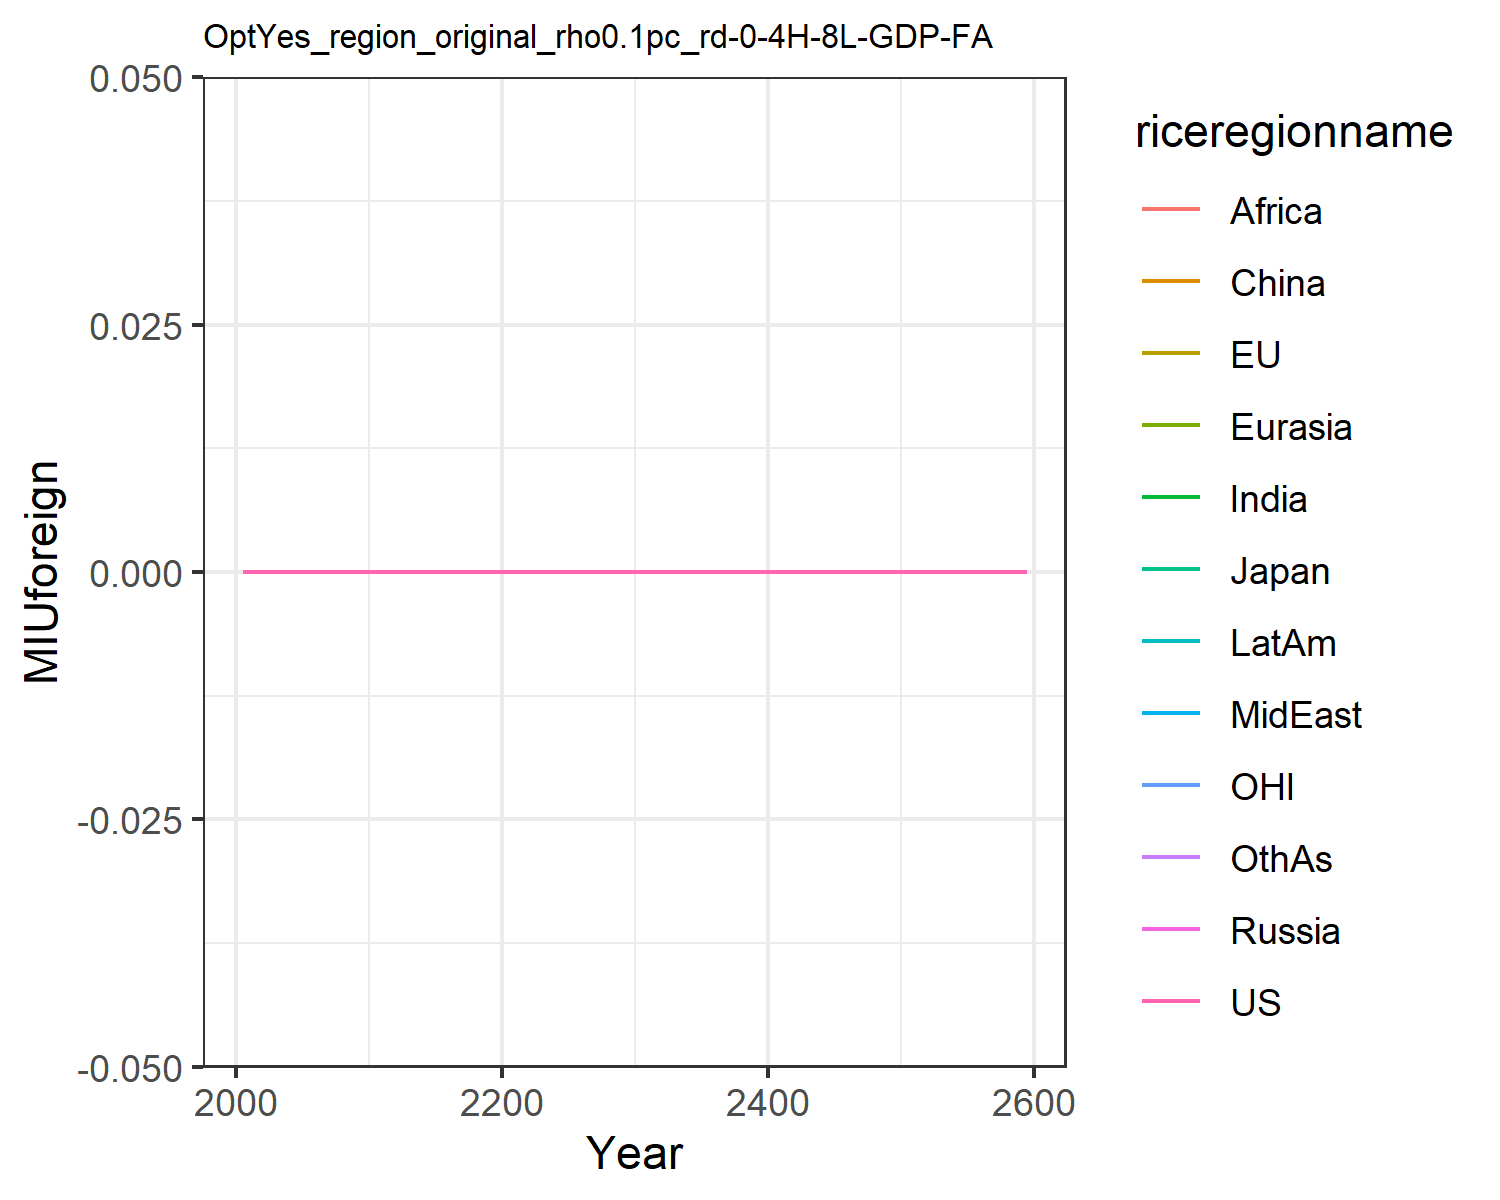 OptYes_region_original_rho0.1pc_rd-0-4H-8L-GDP-FA
0.050
0.025
0.000
-0.025
-0.050
MIUforeign
2000 2200 2400 2600
Year
riceregionname
Africa
China
EU
Eurasia
India
Japan
LatAm
MidEast
OHI
OthAs
Russia
US